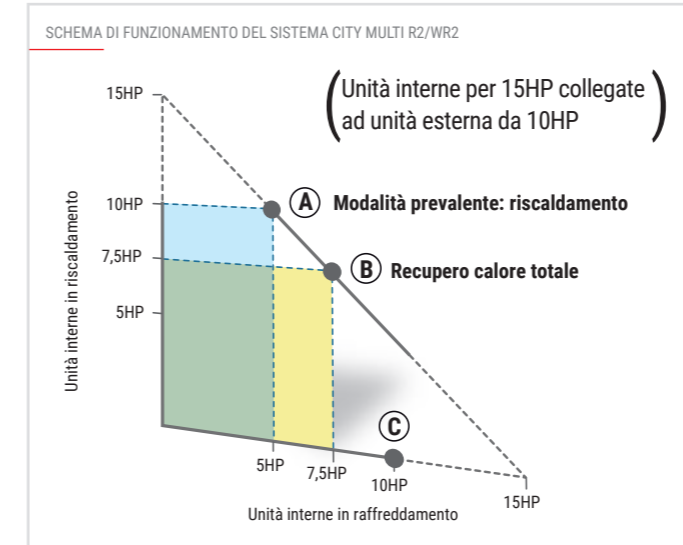 SCHEMA DI FUNZIONAMENTO DEL SISTEMA CITY MULTI R2/WR2
Unità interne per 15HP collegate
ad unità esterna da 10HP
15HP
10HP
7,5HP
5HP
Unità interne in riscaldamento
A Modalità prevalente: riscaldamento
B Recupero calore totale
C
5HP
7,5HP
10HP
15HP
Unità interne in raffreddamento